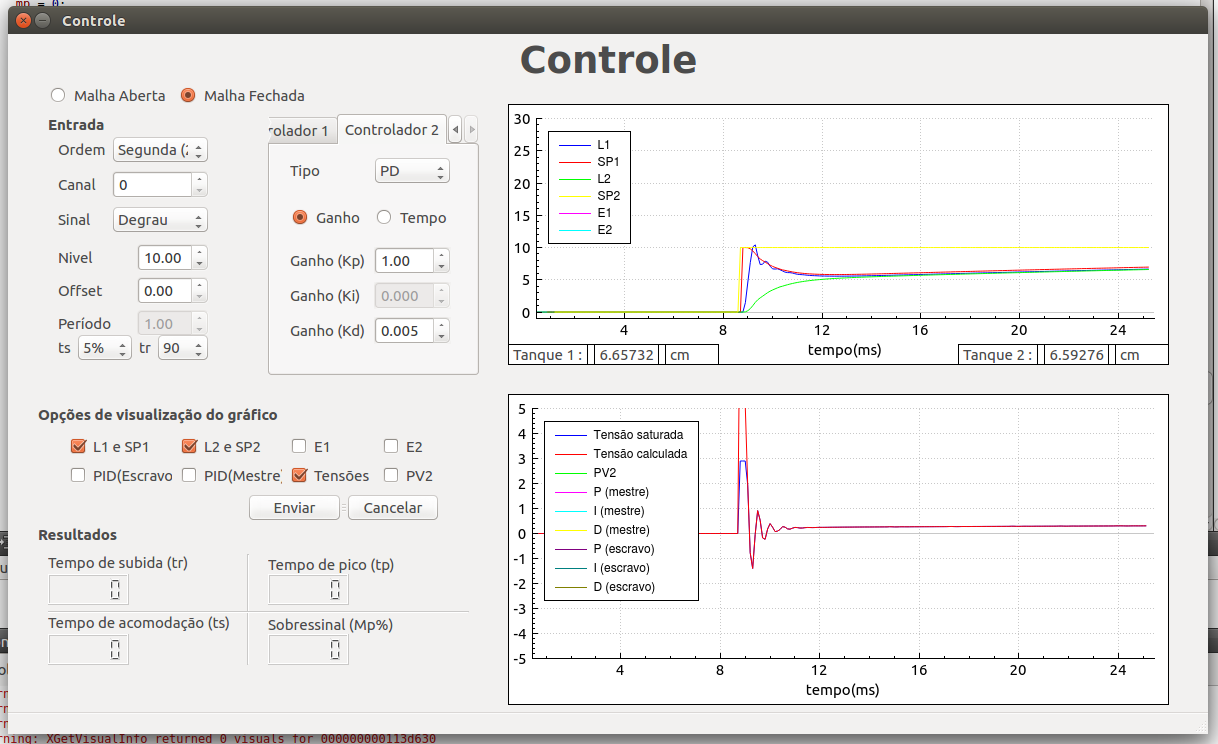 mp = 0;
Controle
Controle
Malha Aberta Malha Fechada
Entrada
Ordem Segunda (2
Canal 0
Sinal Degrau
Nivel 10.00
Offset 0.00
Período 1.00
ts 5% tr 90
rolador 1 Controlador 2
Tipo PD
Ganho Tempo
Ganho (Kp) 1.00
Ganho (Ki) 0.000
Ganho (Kd) 0.005
30
25
20
15
10
5
0
L1
SP1
L2
SP2
E1
E2
4 8 12 16 20 24
tempo(ms)
Tanque 1 : 6.65732 cm
Tanque 2 : 6.59276 cm
Opções de visualização do gráfico
L1 e SP1 L2 e SP2 E1 E2
PID(Escravo PID(Mestre) Tensões PV2
Enviar Cancelar
Resultados
Tempo de subida (tr)
0
Tempo de pico (tp)
0
Tempo de acomodação (ts)
0
Sobressinal (Mp%)
0
5
4
3
2
1
0
-1
-2
-3
-4
-5
Tensão saturada
Tensão calculada
PV2
P (mestre)
I (mestre)
D (mestre)
P (escravo)
I (escravo)
D (escravo)
4 8 12 16 20 24
tempo(ms)
rning: XGetVisualInfo returned 0 visuals for 000000000113d630